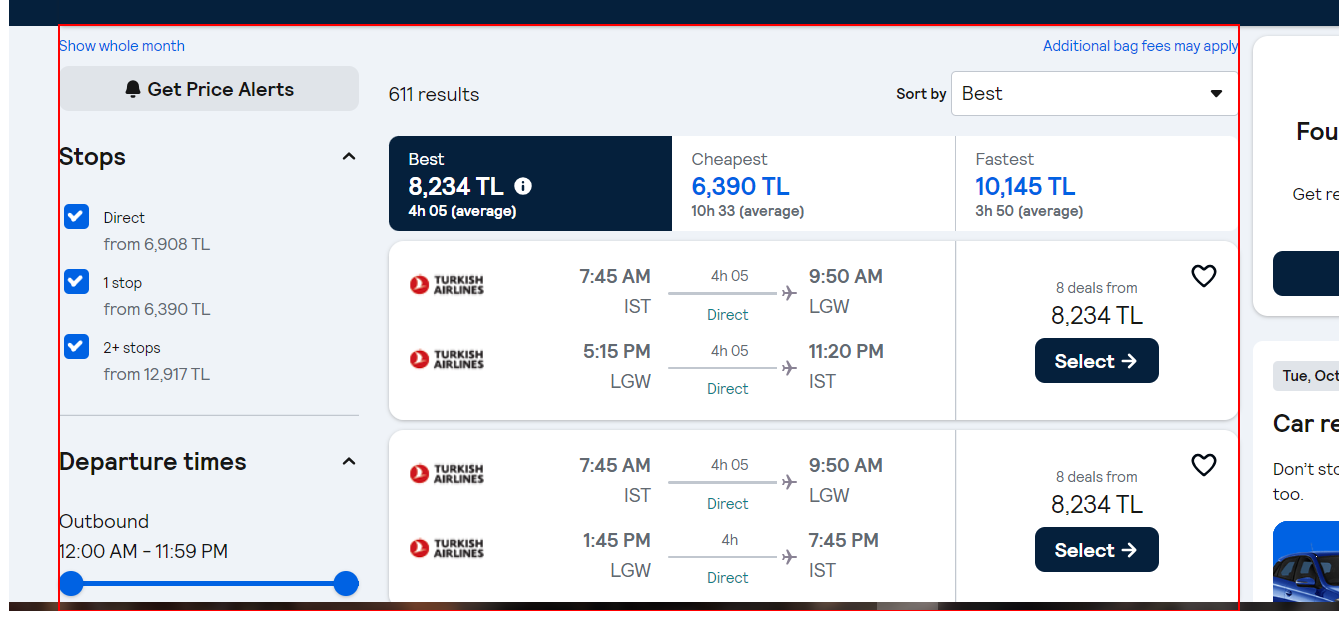 Show whole month
Additional bag fees may apply
Get Price Alerts
611 results
Sort by
Best
Stops
Direct
from 6,908 TL
1 stop
from 6,390 TL
2+ stops
from 12,917 TL
Departure times
Outbound
12:00 AM - 11:59 PM
Best
8,234 TL
4h 05 (average)
Cheapest
6,390 TL
10h 33 (average)
Fastest
10,145 TL
3h 50 (average)
TURKISH
AIRLINES
7:45 AM
IST
4h 05
Direct
9:50 AM
LGW
TURKISH
AIRLINES
5:15 PM
LGW
4h 05
Direct
11:20 PM
IST
8 deals from
8,234 TL
Select →
TURKISH
AIRLINES
7:45 AM
IST
4h 05
Direct
9:50 AM
LGW
TURKISH
AIRLINES
1:45 PM
LGW
4h
Direct
7:45 PM
IST
8 deals from
8,234 TL
Select →
Fou
Get re
Tue, Oct
Car re
Don't sto
too.